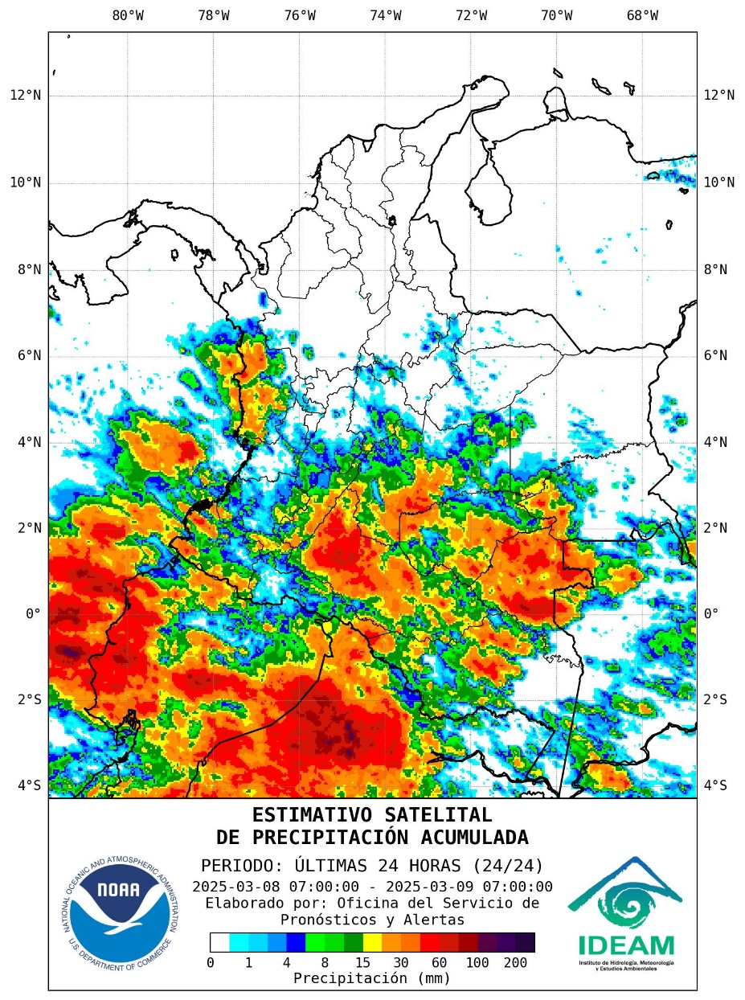 80°W 78°W 76°W 74°W 72°W 70°W 68°W
12°N 12°N
10°N 10°N
8°N 8°N
6°N 6°N
4°N 4°N
2°N 2°N
0° 0°
2°S 2°S
4°S 4°S
ESTIMATIVO SATELITAL
DE PRECIPITACIÓN ACUMULADA
PERIODO: ÚLTIMAS 24 HORAS (24/24)
2025-03-08 07:00:00 - 2025-03-09 07:00:00
Elaborado por: Oficina del Servicio de
Pronósticos y Alertas
0 1 4 8 15 30 60 100 200
Precipitación (mm)
NATIONAL OCEANIC AND ATMOSPHERIC ADMINISTRATION
NOAA
U.S. DEPARTMENT OF COMMERCE
IDEAM
Instituto de Hidrología, Meteorología
y Estudios Ambientales